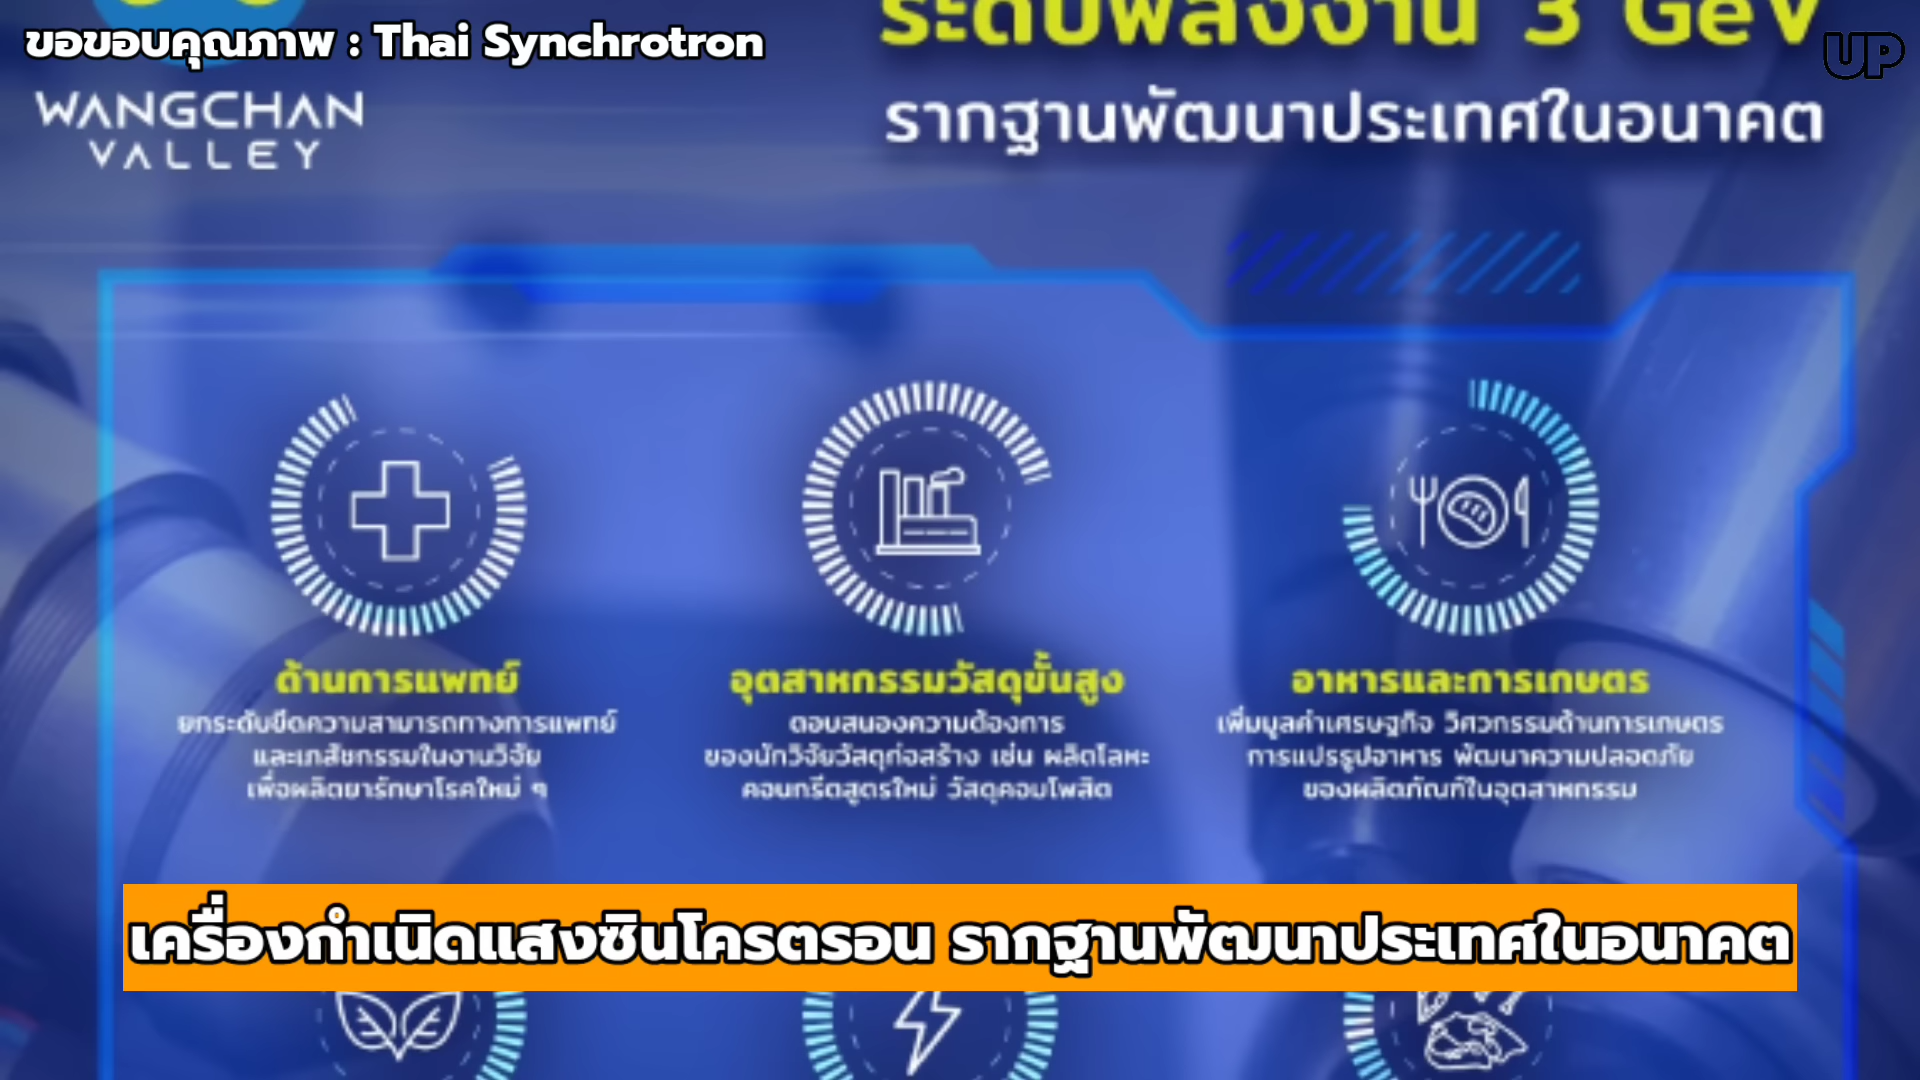 ขอขอบคุณภาพ : Thai Synchrotron
ระดับพลังงาน 3 GeV
UP
WANGCHAN
VALLEY
รากฐานพัฒนาประเทศในอนาคต
ด้านการแพทย์
ยกระดับขีดความสามารถทางการแพทย์
และเภสัชกรรมในงานวิจัย
เพื่อผลิตยารักษาโรคใหม่ ๆ
อุตสาหกรรมวัสดุขั้นสูง
ตอบสนองความต้องการ
ของนักวิจัยวัสดุก่อสร้าง เช่น ผลิตโลหะ
คอนกรีตสูตรใหม่ วัสดุคอมโพสิต
อาหารและการเกษตร
เพิ่มมูลค่าเศรษฐกิจ วิศวกรรมด้านการเกษตร
การแปรรูปอาหาร พัฒนาความปลอดภัย
ของผลิตภัณฑ์ในอุตสาหกรรม
เครื่องกำเนิดแสงซินโครตรอน รากฐานพัฒนาประเทศในอนาคต